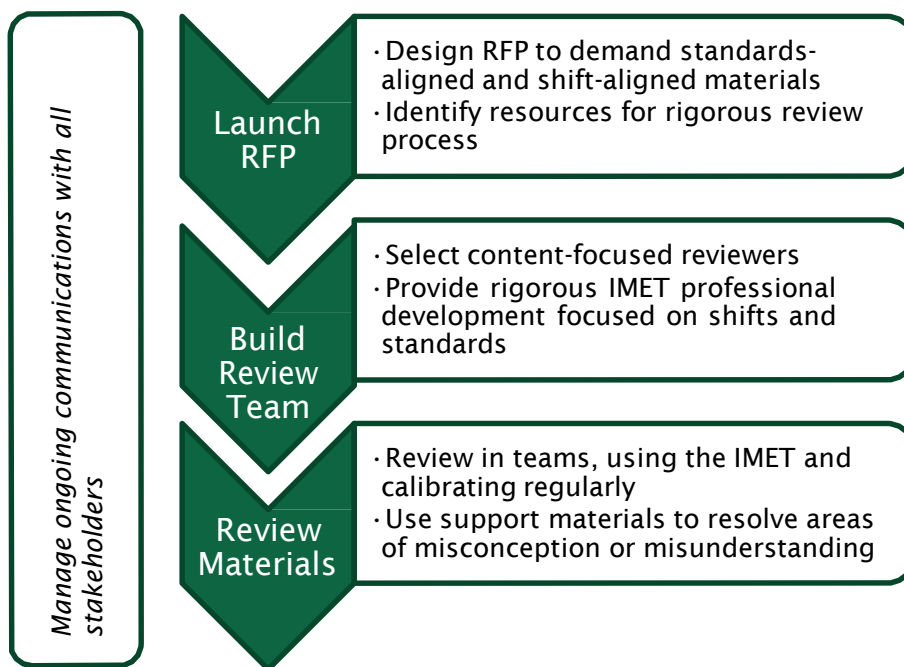 Manage ongoing communications with all
stakeholders
Launch
RFP
· Design RFP to demand standards-
aligned and shift-aligned materials
· Identify resources for rigorous review
process
Build
Review
Team
· Select content-focused reviewers
· Provide rigorous IMET professional
development focused on shifts and
standards
Review
Materials
· Review in teams, using the IMET and
calibrating regularly
· Use support materials to resolve areas
of misconception or misunderstanding